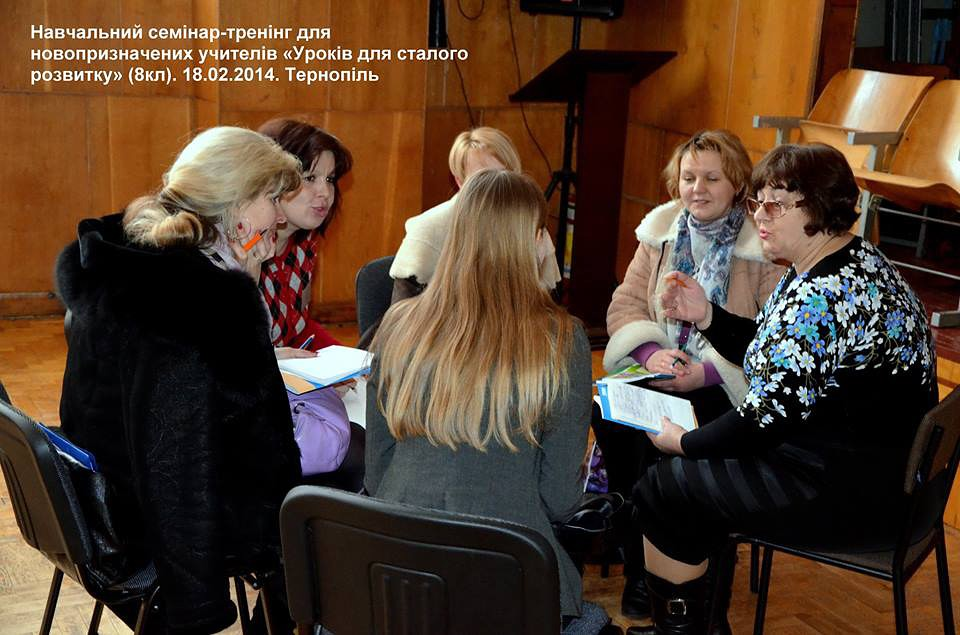 Навчальний семінар-тренінг для
новопризначених учителів «Уроків для сталого
розвитку» (8кл). 18.02.2014. Тернопіль